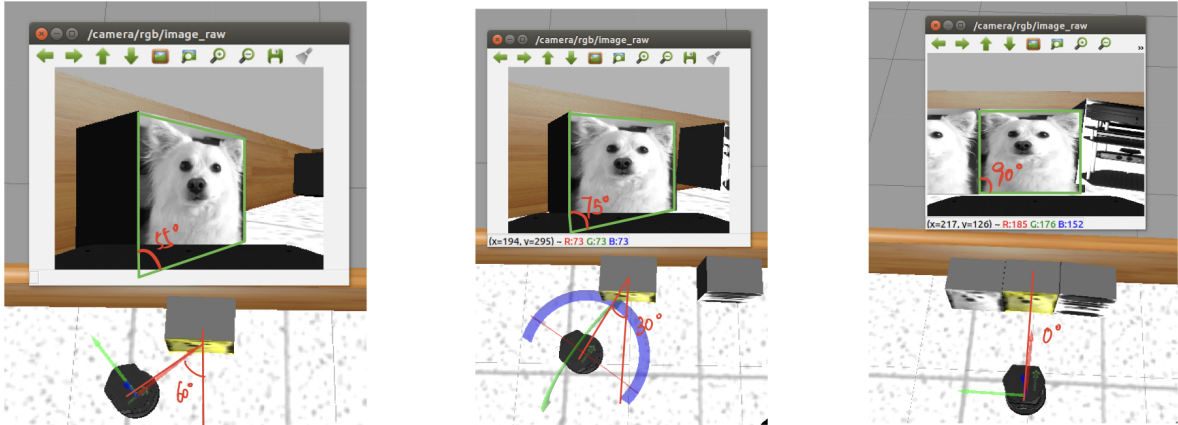 /camera/rgb/image_raw
55°
60°
/camera/rgb/image_raw
75°
(x=194, y=295) ~ R:73 G:73 B:73
30°
/camera/rgb/image_raw
»
90°
(x=217, y=126) ~ R:185 G:176 B:152
0°